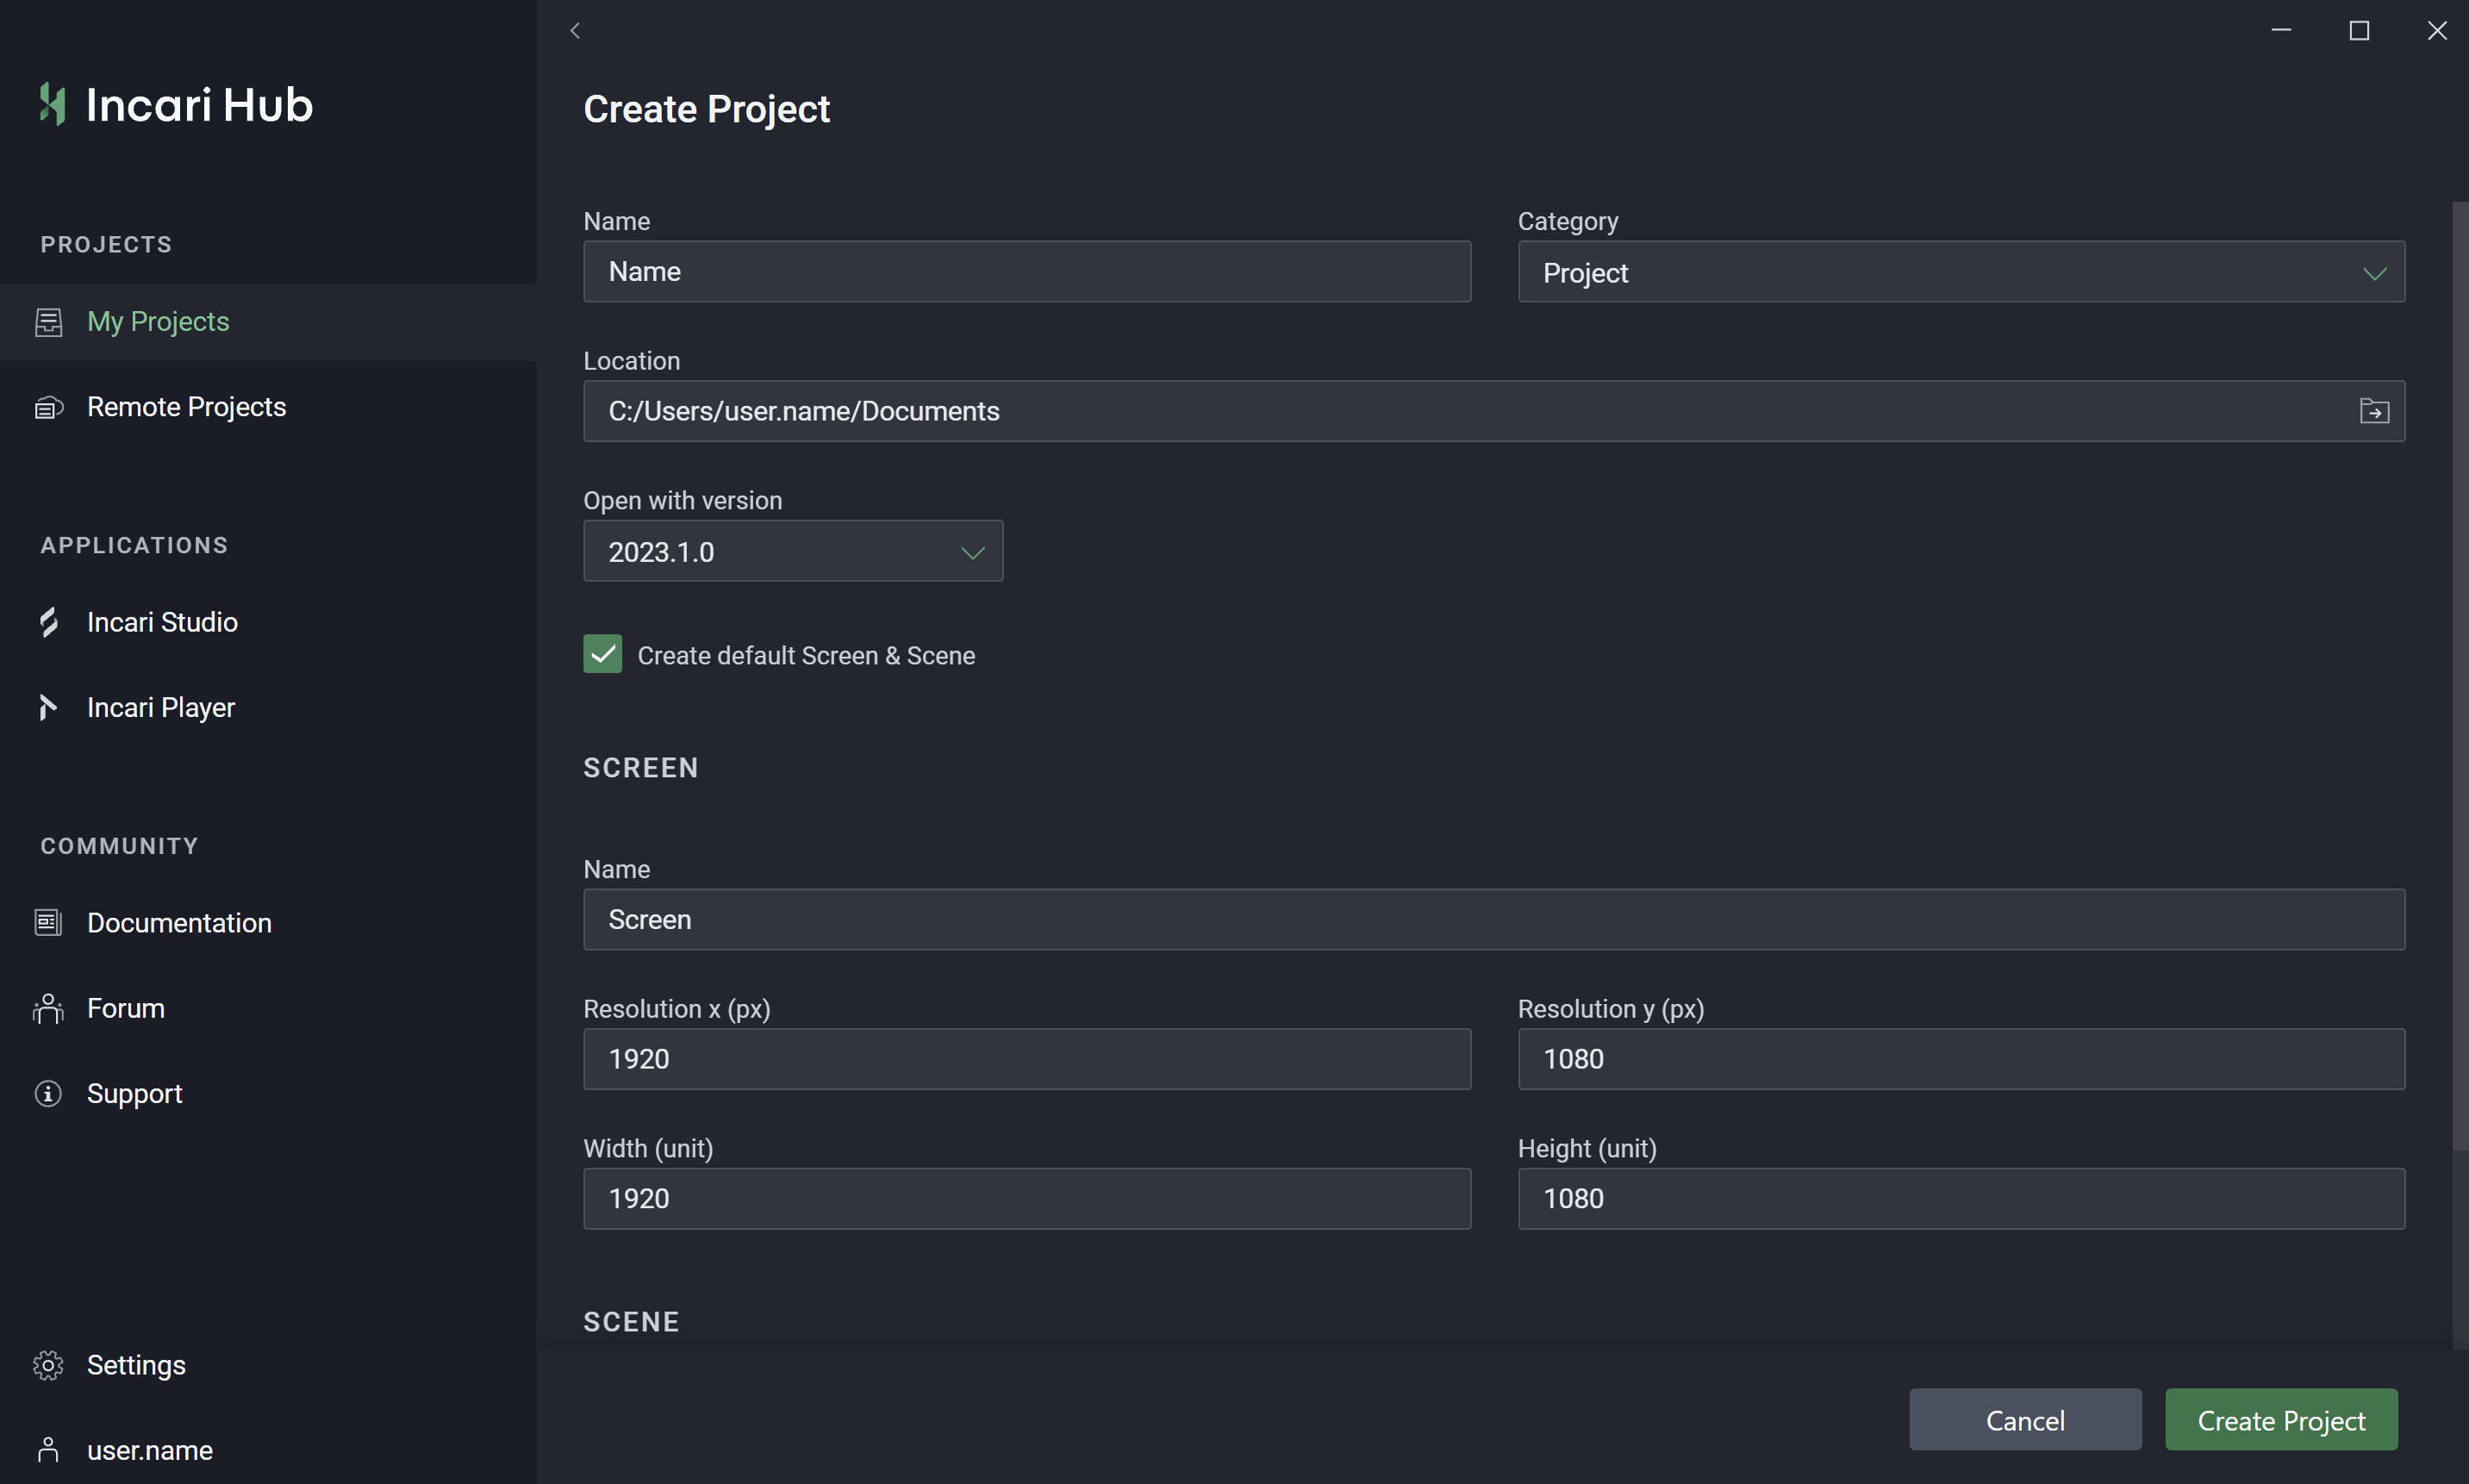 Incari Hub
PROJECTS
My Projects
Remote Projects
APPLICATIONS
Incari Studio
Incari Player
COMMUNITY
Documentation
Forum
Support
Settings
user.name
Create Project
Name
Category
Name
Project
Location
C:/Users/user.name/Documents
Open with version
2023.1.0
Create default Screen & Scene
SCREEN
Name
Screen
Resolution x (px)
Resolution y (px)
1920
1080
Width (unit)
Height (unit)
1920
1080
SCENE
Cancel
Create Project